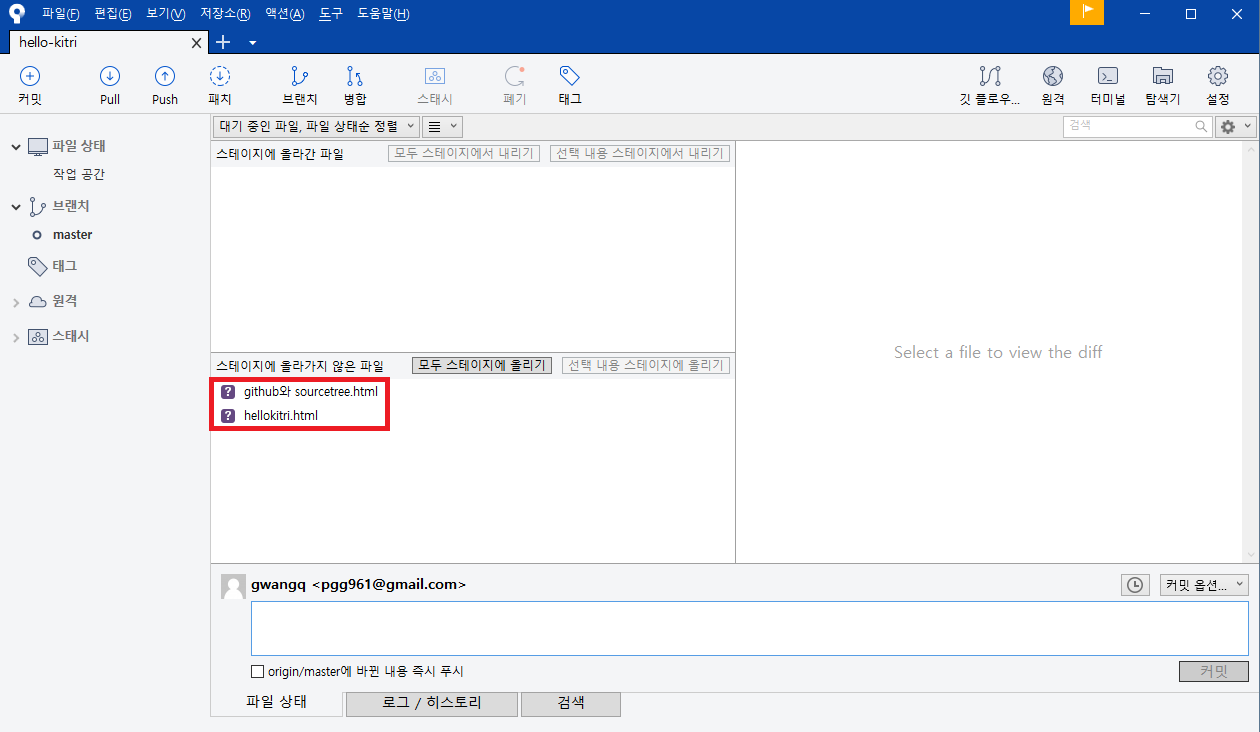 파일(F) 편집(E) 보기(V) 저장소(R) 액션(A) 도구 도움말(H)
hello-kitri
커밋 Pull Push 패치 브랜치 병합 스태시 폐기 태그 깃 플로우... 원격 터미널 탐색기 설정
대기 중인 파일, 파일 상태순 정렬 검색
파일 상태
작업 공간
브랜치
master
태그
원격
스태시
스테이지에 올라간 파일 모두 스테이지에서 내리기 선택 내용 스테이지에서 내리기
스테이지에 올라가지 않은 파일 모두 스테이지에 올리기 선택 내용 스테이지에 올리기
github와 sourcetree.html
hellokitri.html
Select a file to view the diff
gwangq <pgg961@gmail.com> 커밋 옵션...
origin/master에 바뀐 내용 즉시 푸시 커밋
파일 상태 로그 / 히스토리 검색